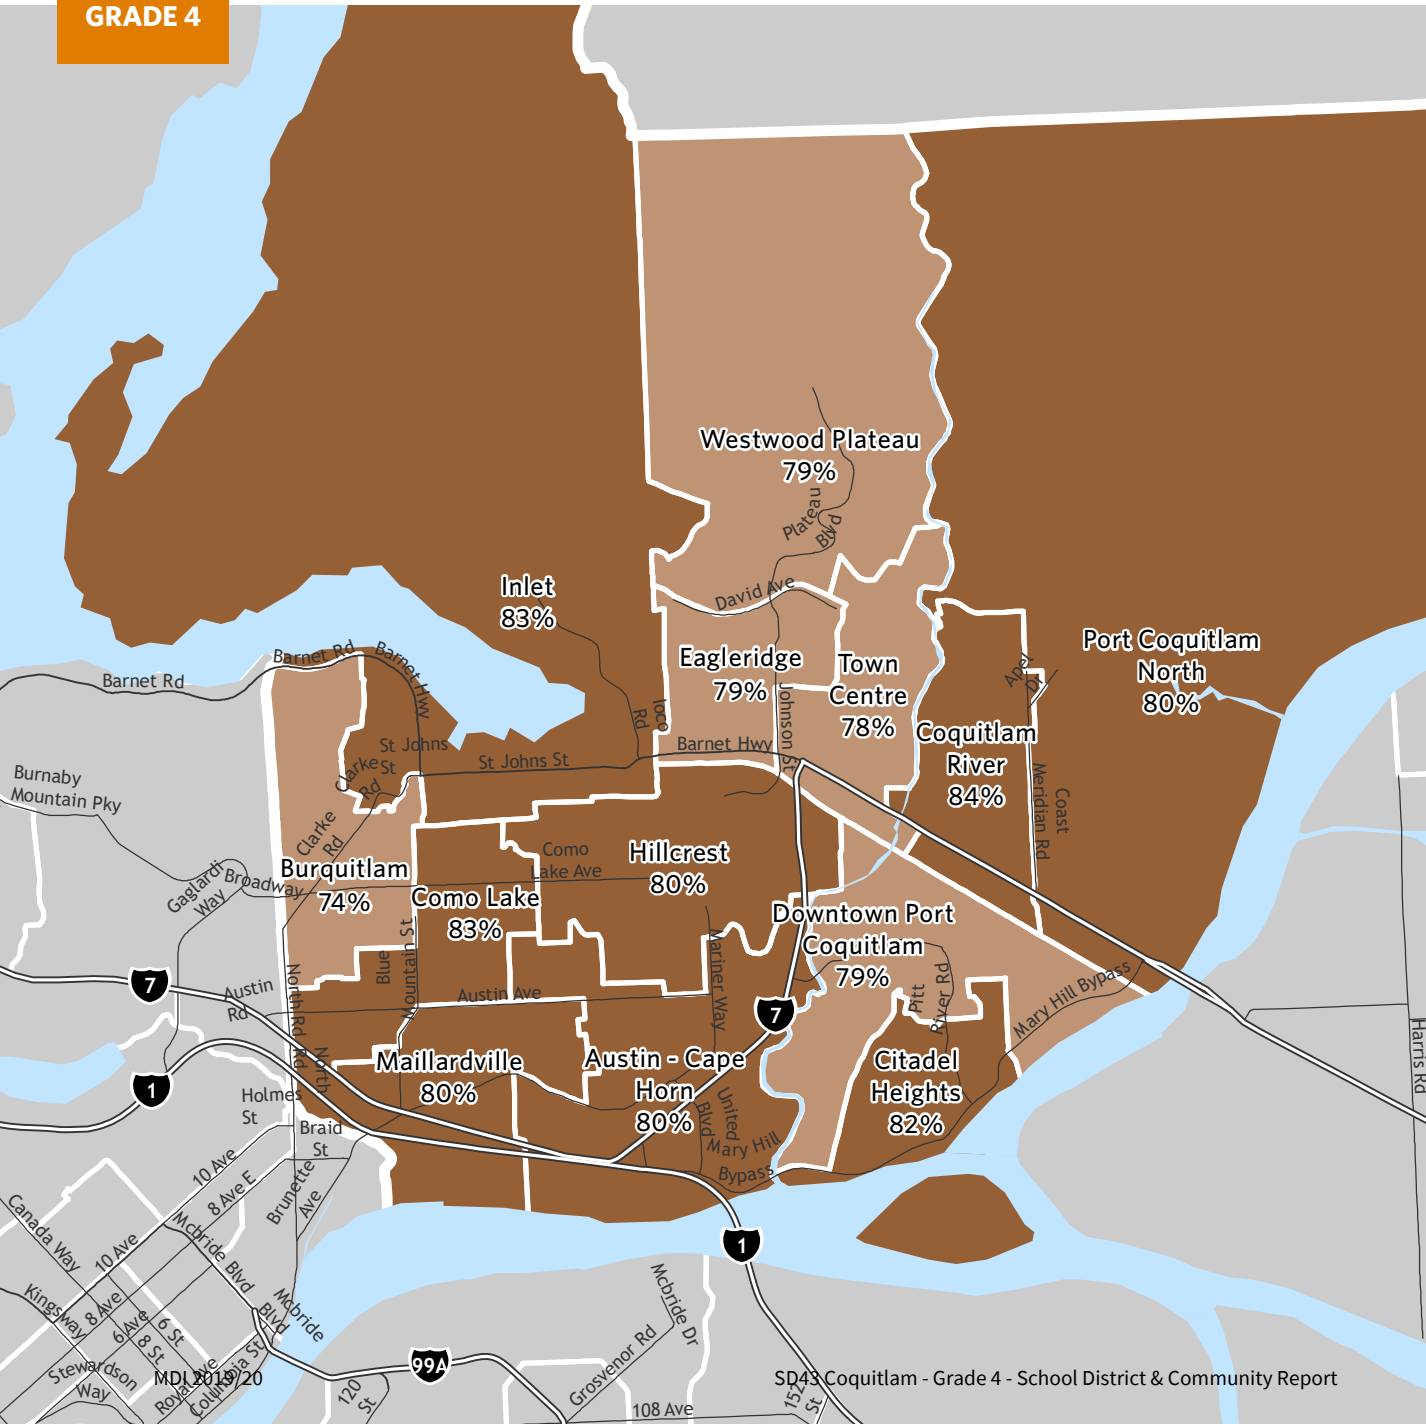 GRADE 4
Westwood Plateau
79%
Plateau
Blvd
David Ave
Inlet
83%
Port Coquitlam
North
80%
Eagleridge
79%
Town
Centre
78%
Apel
Dr
Barnet Rd
Barnet Rd
Barnet Hwy
Ioco
Rd
Johnson St
Barnet Hwy
Coquitlam
River
84%
St Johns
St
St Johns St
Clarke
Rd
Coast
Meridian Rd
Burnaby
Mountain Pky
Clarke
Rd
Gaglardi
Way
Broadway
Burquitlam
74%
Como Lake
83%
Como
Lake Ave
Hillcrest
80%
Downtown Port
Coquitlam
79%
Blue
Mountain St
Mariner Way
Pitt
River Rd
Mary Hill Bypass
7
Austin
Rd
North Rd
Austin Ave
7
North
Rd
Maillardville
80%
Austin - Cape
Horn
80%
Citadel
Heights
82%
Harris Rd
1
Holmes
St
Braid
St
United
Blvd
Mary Hill
Bypass
10 Ave
8 Ave E
Brunette
Ave
Canada Way
Mcbride Blvd
10 Ave
1
Kingsway
8 Ave
6 Ave
6 St
8 St
Mcbride
Blvd
Mcbride Dr
Stewardson
Way
Royal Ave
Columbia St
99A
120
St
Grosvenor Rd
108 Ave
152
St
MDI 2019/20
SD43 Coquitlam - Grade 4 - School District & Community Report